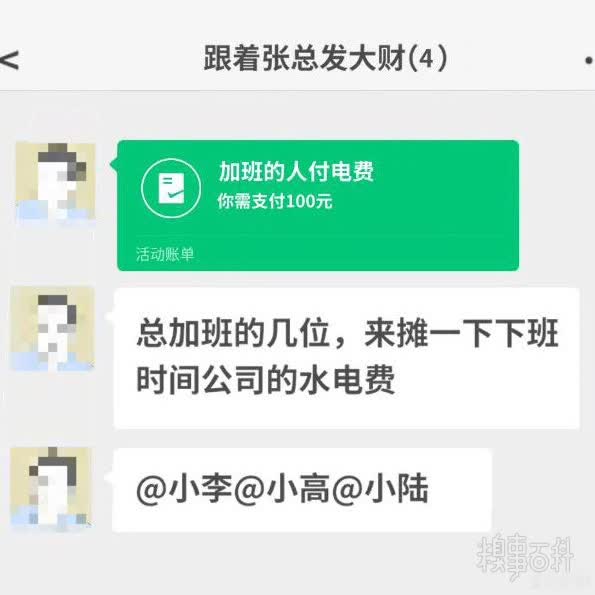 跟着张总发大财(4)
加班的人付电费
你需支付100元
活动账单
总加班的几位，来摊一下下班
时间公司的水电费
@小李@小高@小陆
糗事百科